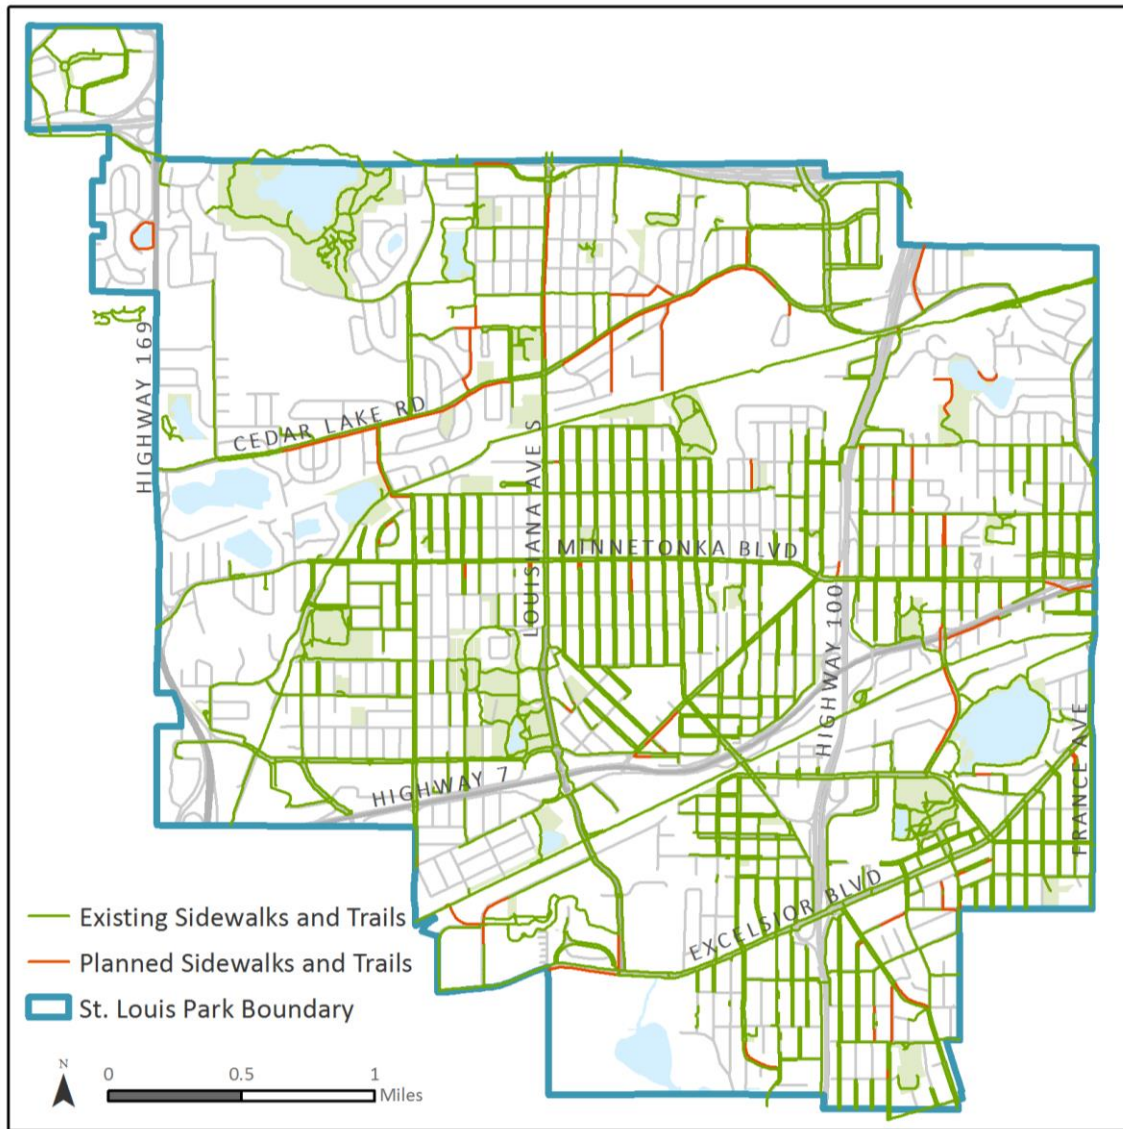 HIGHWAY 169
CEDAR LAKE RD
LOUISIANA AVE S
MINNETONKA BLVD
HIGHWAY 100
HIGHWAY 7
FRANCE AVE
EXCELSIOR BLVD
Existing Sidewalks and Trails
Planned Sidewalks and Trails
St. Louis Park Boundary
N
0 0.5 1
Miles